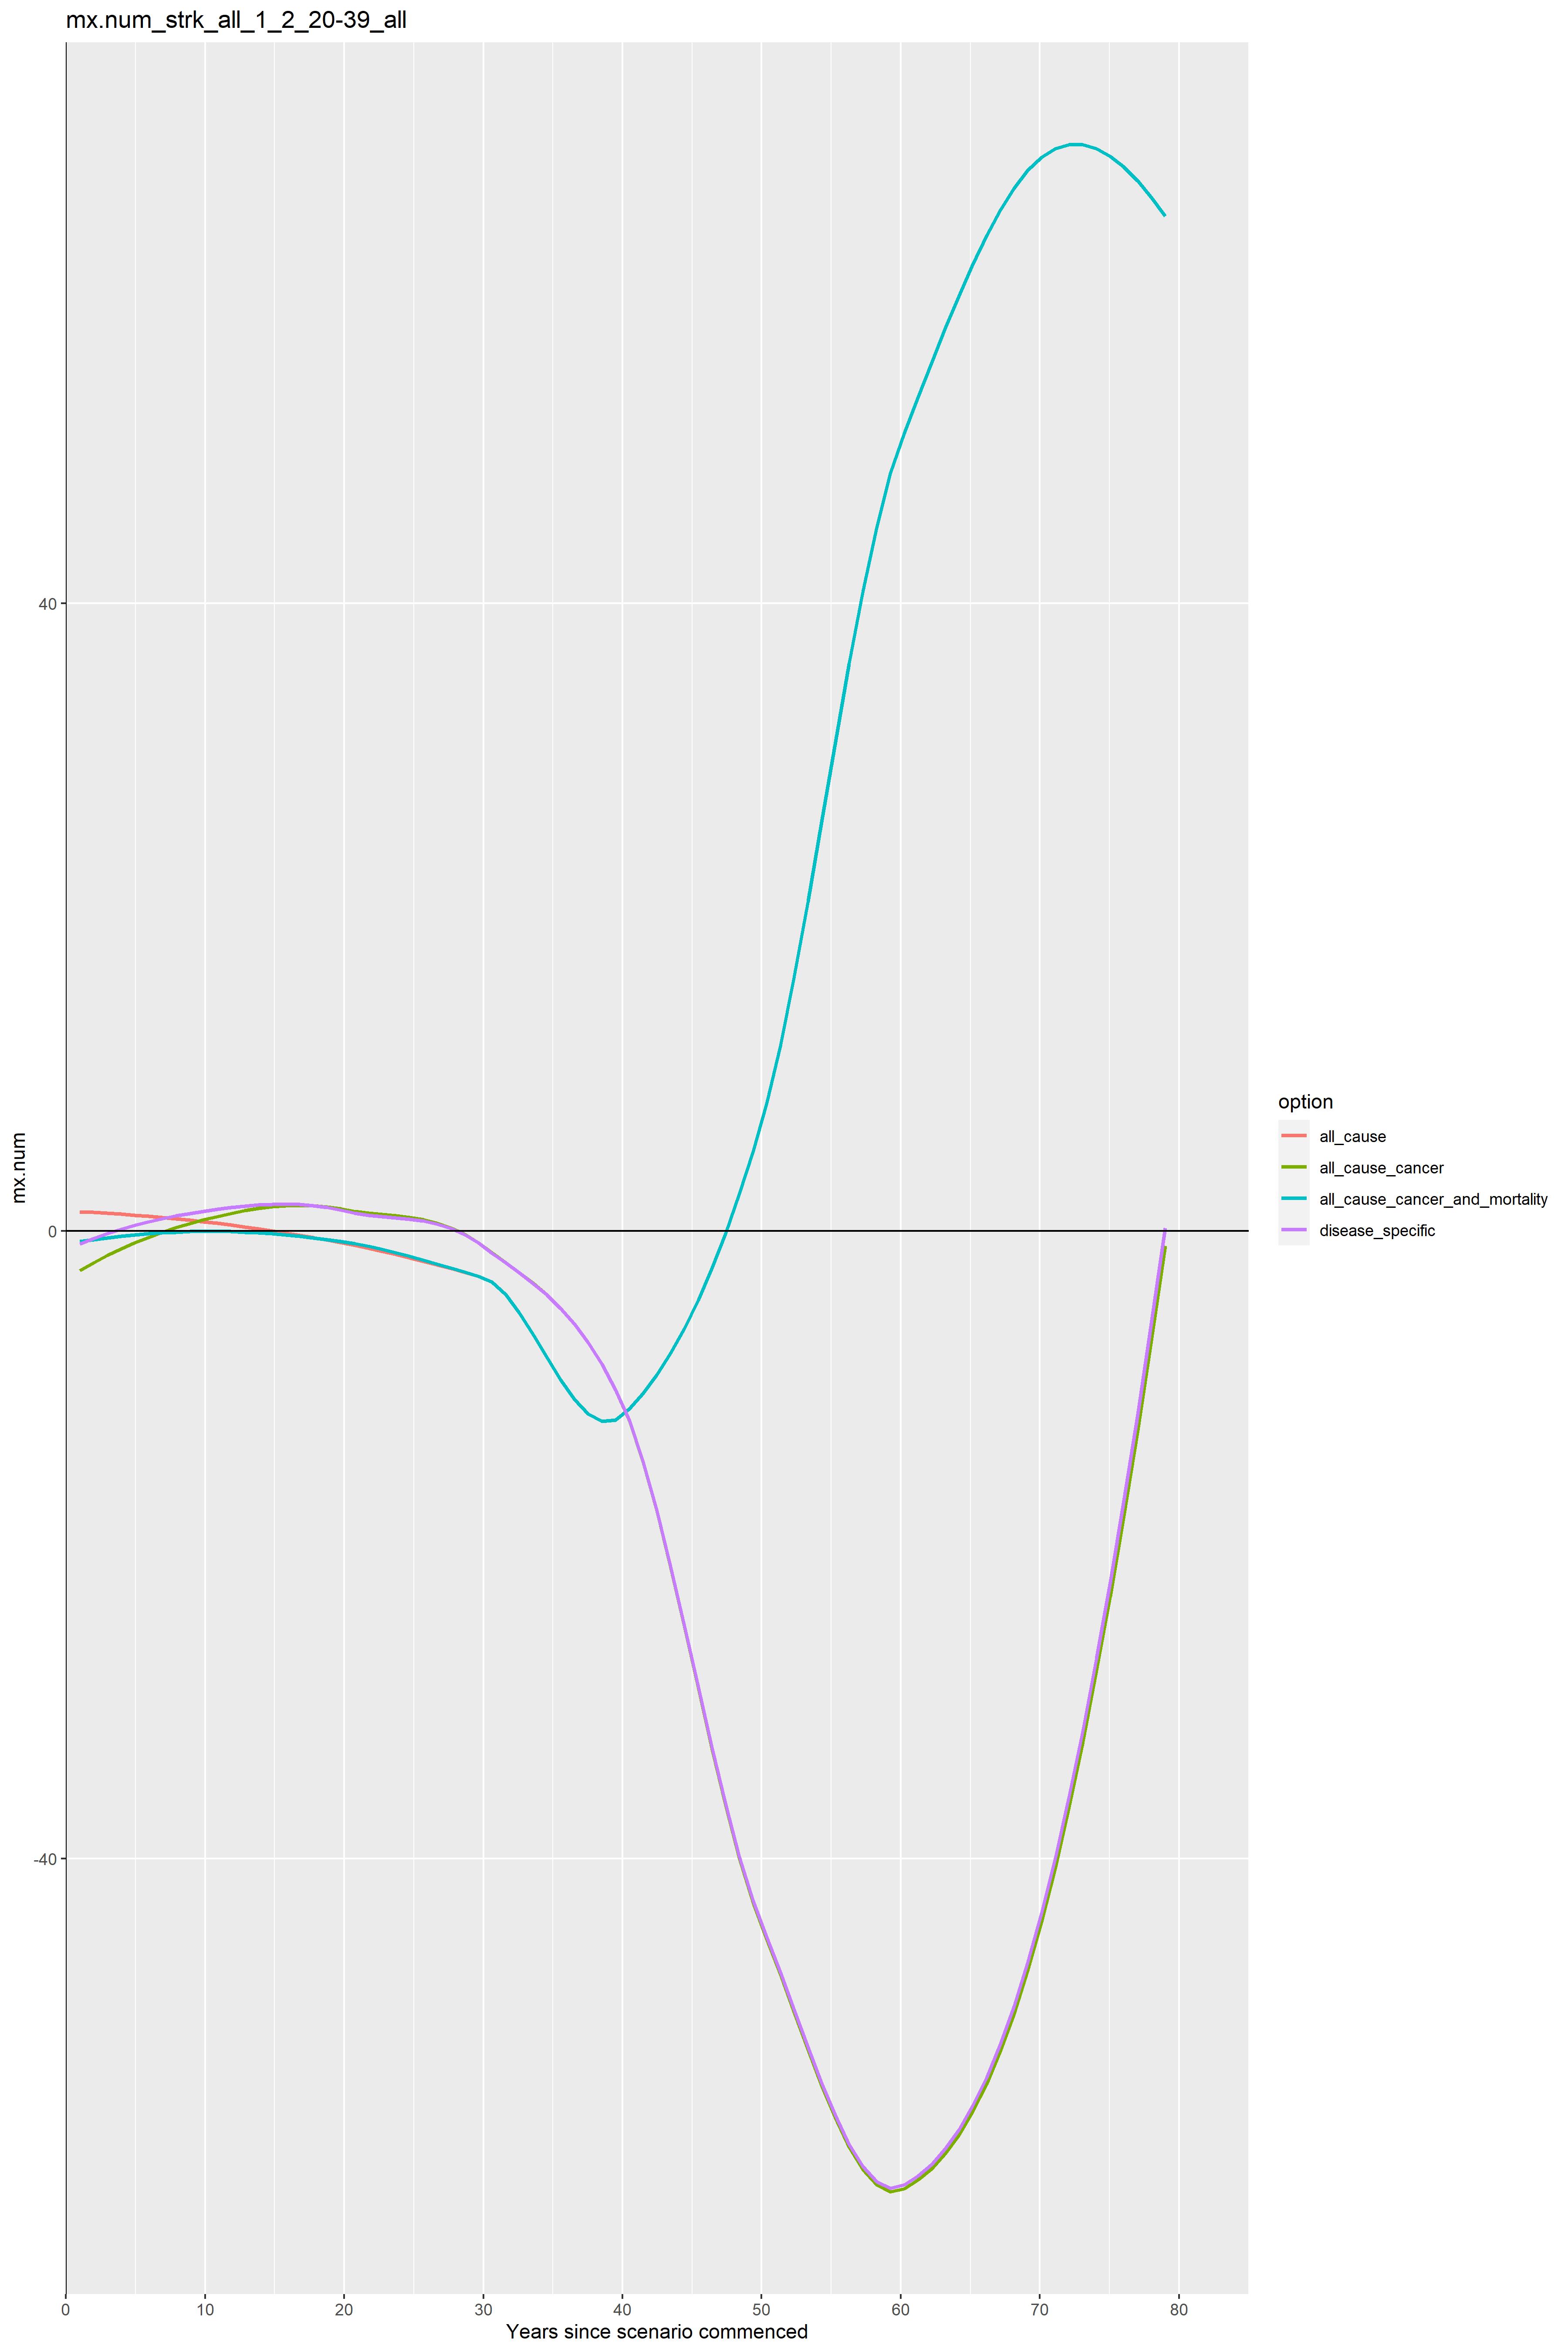 mx.num_strk_all_1_2_20-39_all
mx.num
40
0
-40
0 10 20 30 40 50 60 70 80
Years since scenario commenced
option
all_cause
all_cause_cancer
all_cause_cancer_and_mortality
disease_specific